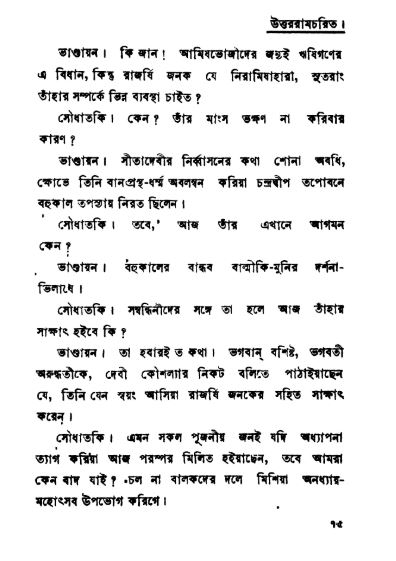 উত্তররামচরিত।
ভাণ্ডায়ন। কি জান! আমিষভোজীদের জন্যই ঋষিগণের
এ বিধান, কিন্তু রাজর্ষি জনক যে নিরামিষাহারী, সুতরাং
তাঁহার সম্পর্কে ভিন্ন ব্যবস্থা চাইত?
সৌধাতকি। কেন? তাঁর মাংস ভক্ষণ না করিবার
কারণ?
ভাণ্ডায়ন। সীতাদেবীর নির্ব্বাসনের কথা শোনা অবধি,
ক্ষোভে তিনি বানপ্রস্থ-ধর্ম্ম অবলম্বন করিয়া চন্দ্রদ্বীপ তপোবনে
বহুকাল তপস্যায় নিরত ছিলেন।
সৌধাতকি। তবে, আজ তাঁর এখানে আগমন
কেন?
ভাণ্ডায়ন। বহুকালের বান্ধব বাল্মীকি-মুনির দর্শনা-
ভিলাষে।
সৌধাতকি। সম্বন্ধিনীদের সঙ্গে তা হলে আজ তাঁহার
সাক্ষাৎ হইবে কি?
ভাণ্ডায়ন। তা হবারই ত কথা। ভগবান্ বশিষ্ট, ভগবতী
অরুন্ধতীকে, দেবী কৌশল্যার নিকট বলিতে পাঠাইয়াছেন
যে, তিনি যেন স্বয়ং আসিয়া রাজর্ষি জনকের সহিত সাক্ষাৎ
করেন।
সৌধাতকি। এমন সকল পূজনীয় জনই যদি অধ্যাপনা
ত্যাগ করিয়া আজ পরস্পর মিলিত হইয়াছেন, তবে আমরা
কেন বাদ যাই? চল না বালকদের দলে মিশিয়া অনধ্যায়-
মহোৎসব উপভোগ করিগে।
৭৫